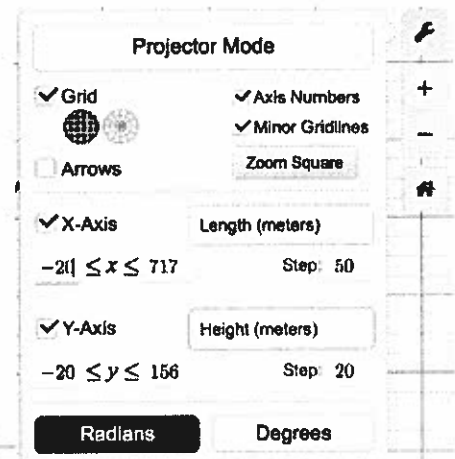 Projector Mode
Grid
Axis Numbers
Minor Gridlines
Arrows
Zoom Square
X-Axis
Length (meters)
−20 ≤ x ≤ 717
Step: 50
Y-Axis
Height (meters)
−20 ≤ y ≤ 156
Step: 20
Radians
Degrees
+
−